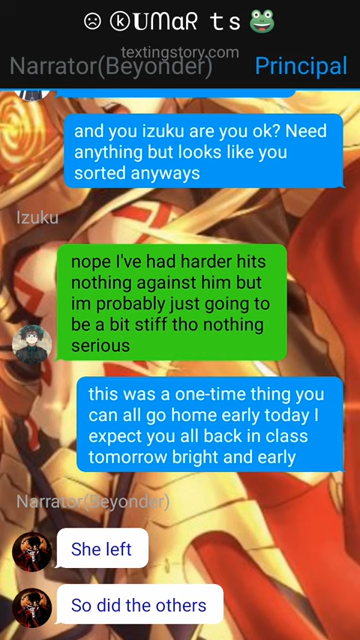 ☹ ⓚUᗰαR ｔｓ 🐸
textingstory.com
Narrator(Beyonder) Principal
and you izuku are you ok? Need
anything but looks like you
sorted anyways
Izuku
nope I've had harder hits
nothing against him but
im probably just going to
be a bit stiff tho nothing
serious
this was a one-time thing you
can all go home early today I
expect you all back in class
tomorrow bright and early
Narrator(Beyonder)
She left
So did the others